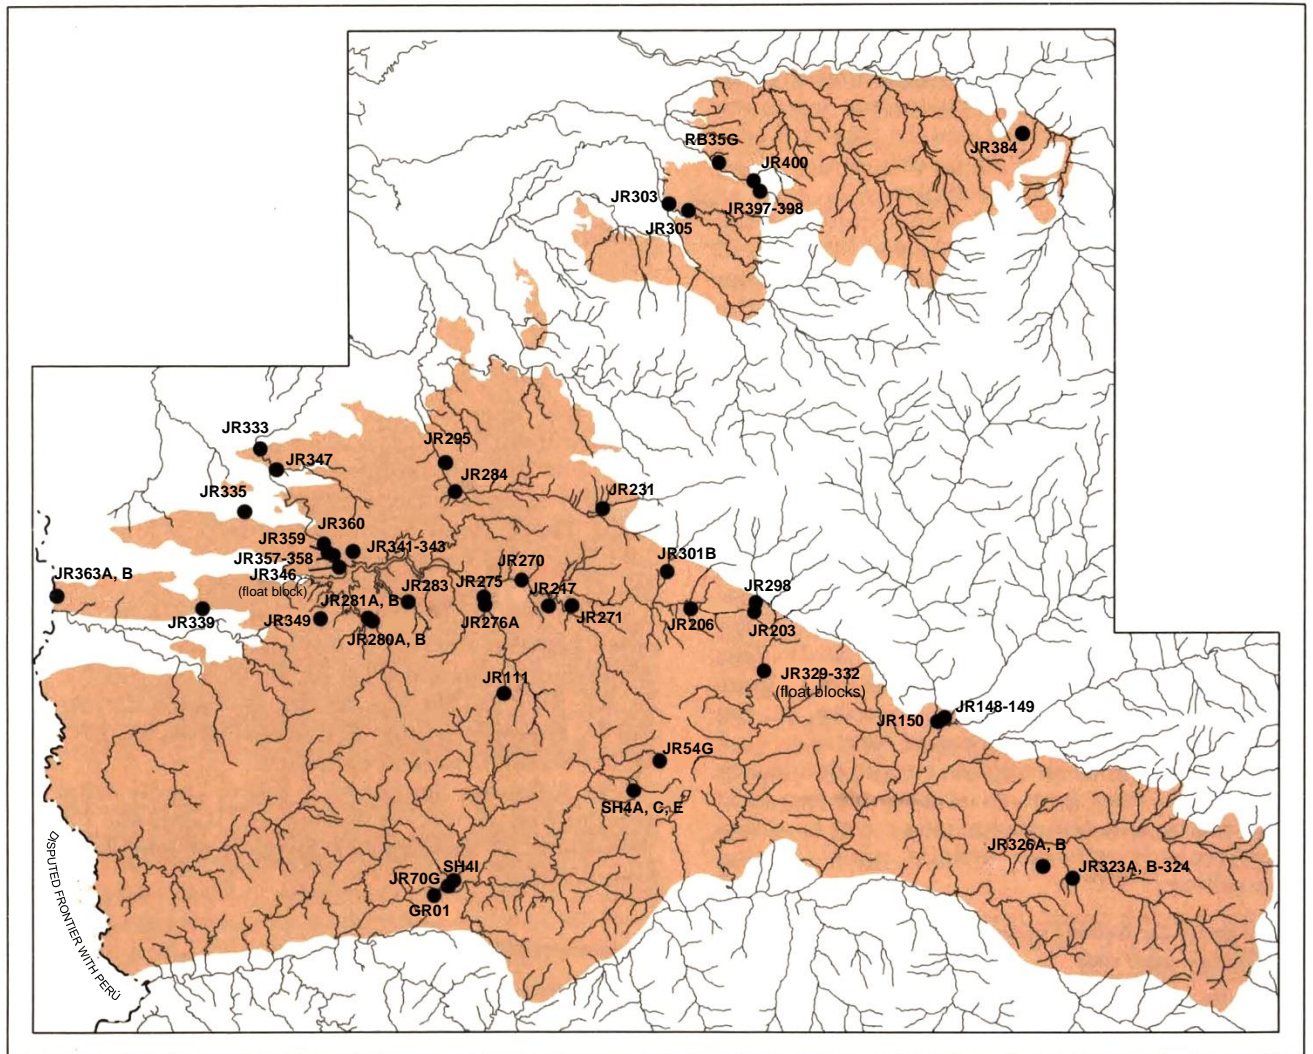 RB35G
JR400
JR384
JR303
JR397-398
JR305
JR333
JR295
JR347
JR284
JR335
JR231
JR360
JR359
JR341-343
JR357-358
JR301B
JR270
JR346
(float block)
JR363A, B
JR283
JR275
JR247
JR298
JR281A, B
JR339
JR349
JR276A
JR271
JR206
JR203
JR280A, B
JR111
JR329-332
(float blocks)
JR148-149
JR150
JR54G
SH4A, C, E
DISPUTED FRONTIER WITH PERÚ
JR326A, B
JR323A, B-324
SH4I
JR70G
GR01